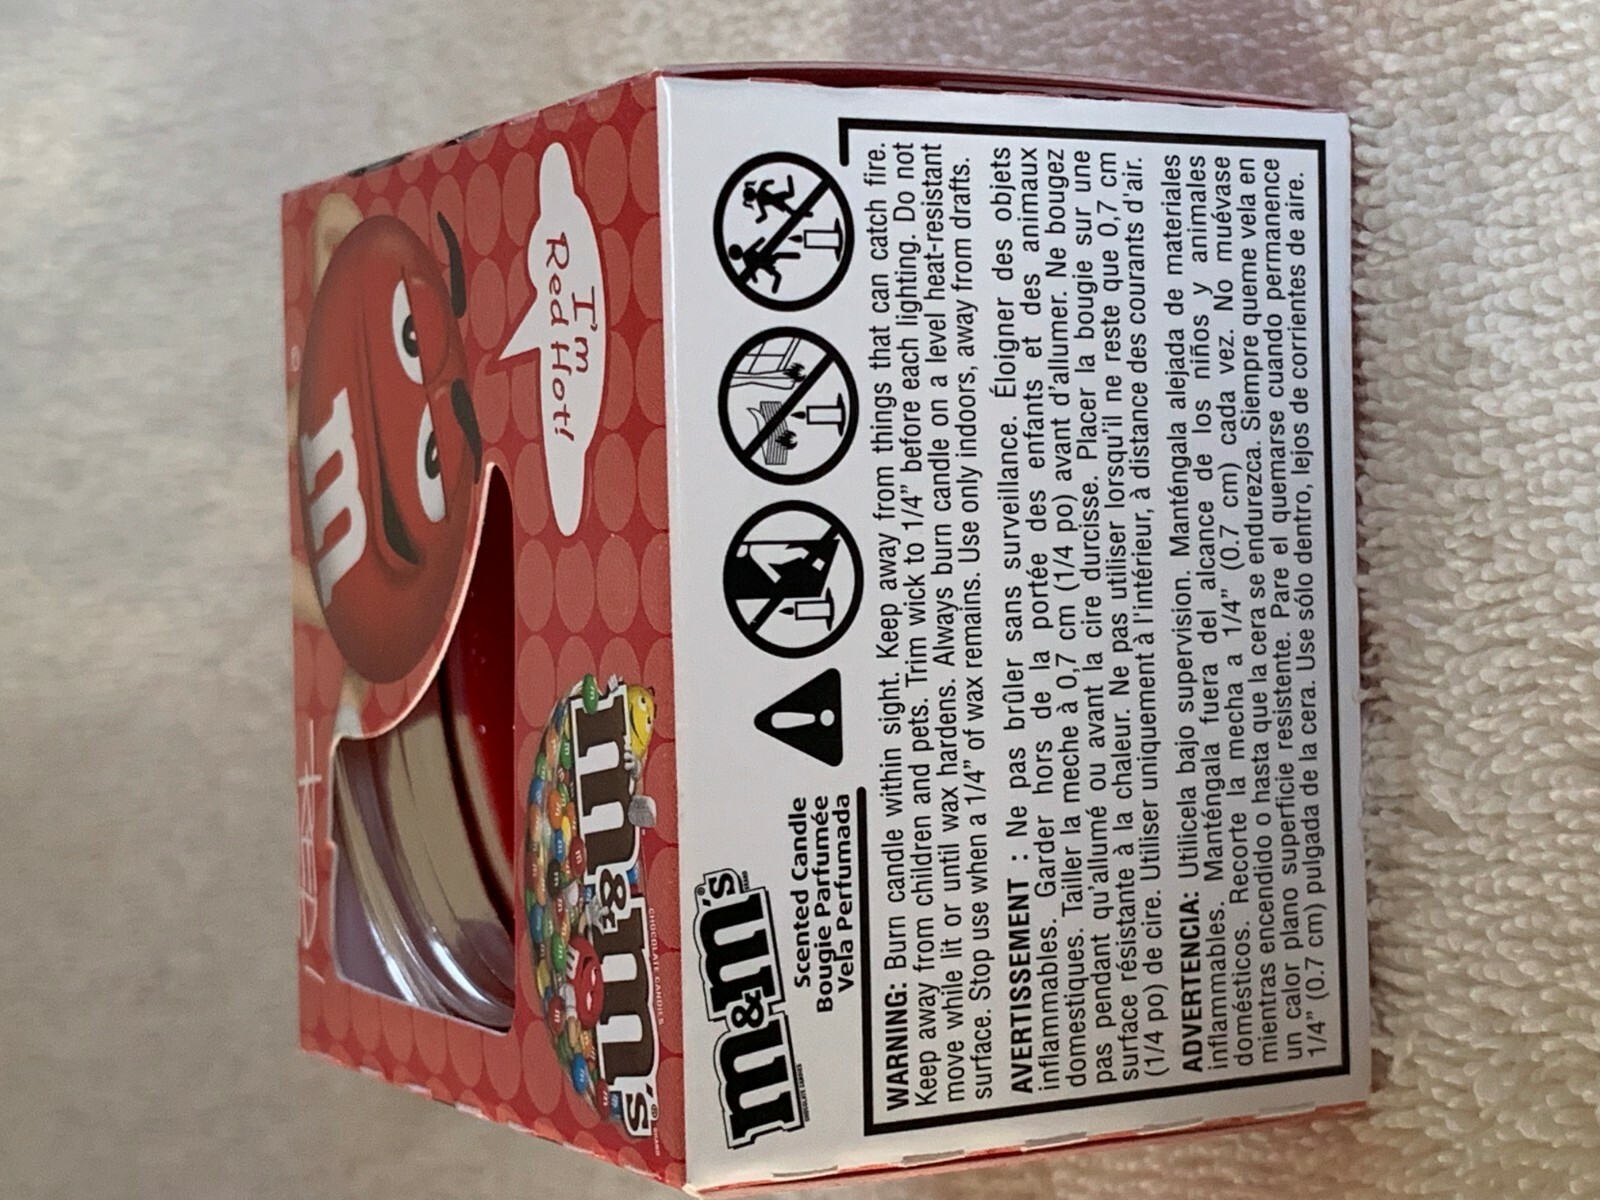 m
I'm
Red Hot!
m&m's
CHOCOLATE CANDIES
m&m's
CHOCOLATE CANDIES
Scented Candle
Bougie Parfumée
Vela Perfumada
WARNING: Burn candle within sight. Keep away from things that can catch fire.
Keep away from children and pets. Trim wick to 1/4” before each lighting. Do not
move while lit or until wax hardens. Always burn candle on a level heat-resistant
surface. Stop use when a 1/4” of wax remains. Use only indoors, away from drafts.
AVERTISSEMENT : Ne pas brûler sans surveillance. Éloigner des objets
inflammables. Garder hors de la portée des enfants et des animaux
domestiques. Tailler la meche à 0,7 cm (1/4 po) avant d’allumer. Ne bougez
pas pendant qu’allumé ou avant la cire durcisse. Placer la bougie sur une
surface résistante à la chaleur. Ne pas utiliser lorsqu’il ne reste que 0,7 cm
(1/4 po) de cire. Utiliser uniquement à l’intérieur, à distance des courants d’air.
ADVERTENCIA: Utilicela bajo supervision. Manténgala alejada de materiales
inflammables. Manténgala fuera del alcance de los niños y animales
domésticos. Recorte la mecha a 1/4” (0.7 cm) cada vez. No muévase
mientras encendido o hasta que la cera se endurezca. Siempre queme vela en
un calor plano superficie resistente. Pare el quemarse cuando permanence
1/4” (0.7 cm) pulgada de la cera. Use sólo dentro, lejos de corrientes de aire.